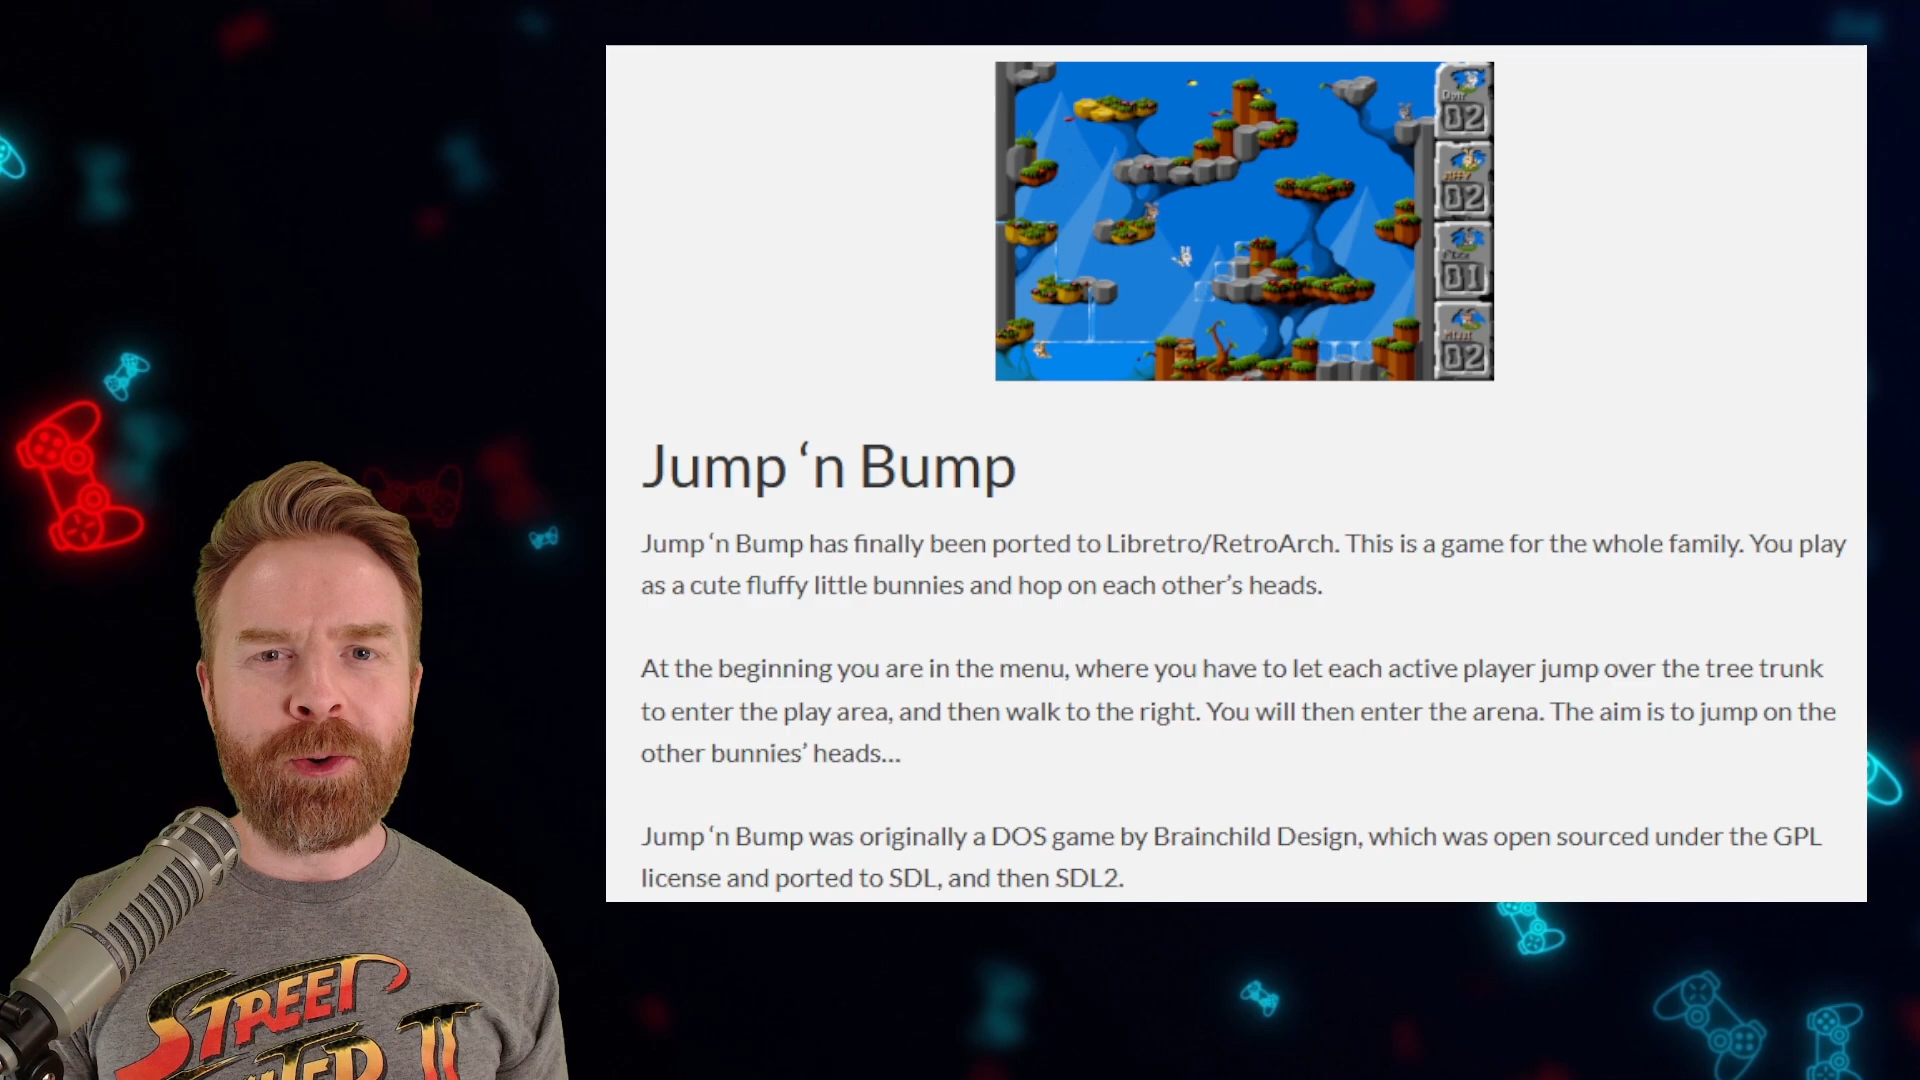 02
02
01
02
Jump ‘n Bump
Jump ‘n Bump has finally been ported to Libretro/RetroArch. This is a game for the whole family. You play
as a cute fluffy little bunnies and hop on each other’s heads.
At the beginning you are in the menu, where you have to let each active player jump over the tree trunk
to enter the play area, and then walk to the right. You will then enter the arena. The aim is to jump on the
other bunnies’ heads...
Jump ‘n Bump was originally a DOS game by Brainchild Design, which was open sourced under the GPL
license and ported to SDL, and then SDL2.
STREET
II